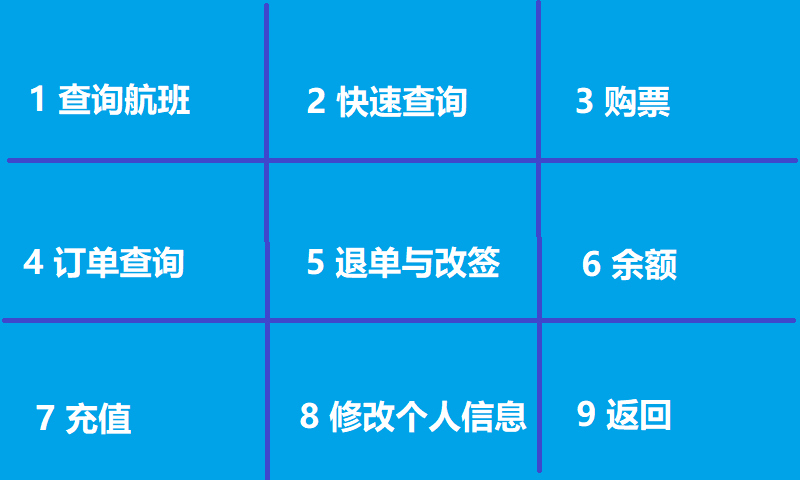 1 查询航班
2 快速查询
3 购票
4 订单查询
5 退单与改签
6 余额
7 充值
8 修改个人信息
9 返回